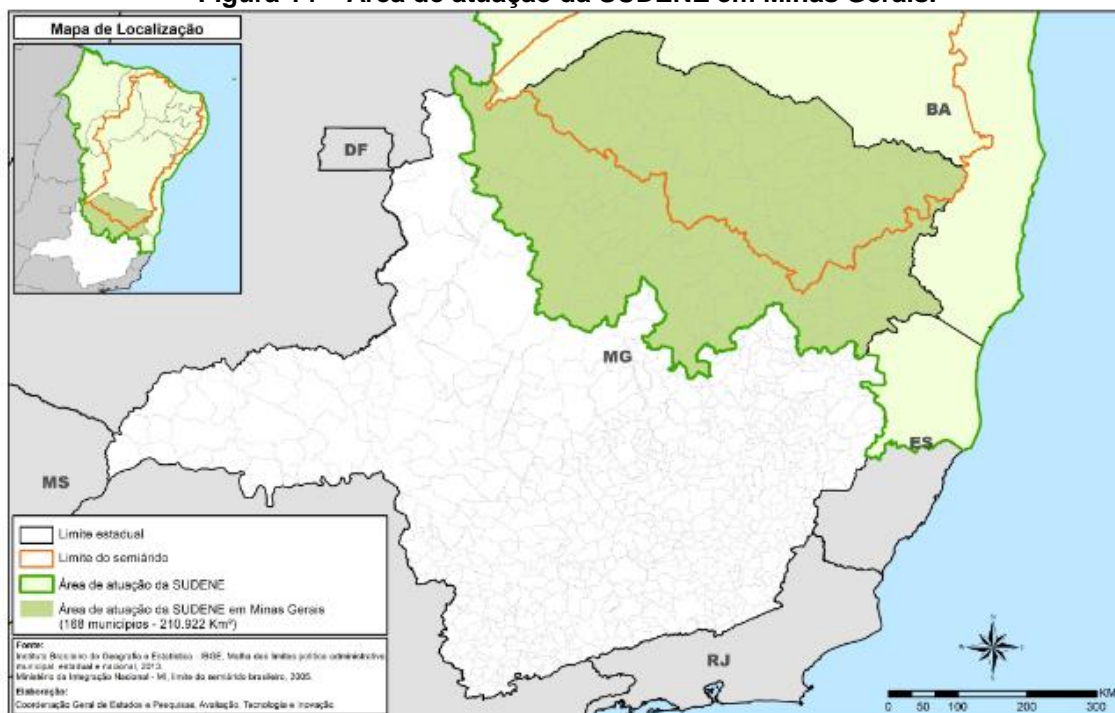 Figura 14 – Área de atuação da SUDENE em Minas Gerais.
Mapa de Localização
DF
BA
MG
ES
MS
RJ
Limite estadual
Limite do semiárido
Área de atuação da SUDENE
Área de atuação da SUDENE em Minas Gerais
(168 municípios - 210.922 Km²)
Fonte:
Instituto Brasileiro de Geografia e Estatística - IBGE, Malha dos limites político administrativo
municipal, estadual e nacional, 2013.
Ministério da Integração Nacional - MI, limite do semiárido brasileiro, 2005.
Elaboração:
Coordenação Geral de Estudos e Pesquisas, Avaliação, Tecnologia e Inovação
KM
0 50 100 200 300